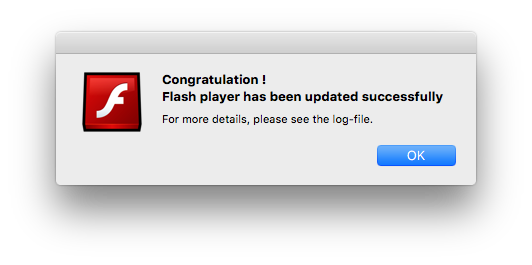 Congratulation !
Flash player has been updated successfully
For more details, please see the log-file.
OK